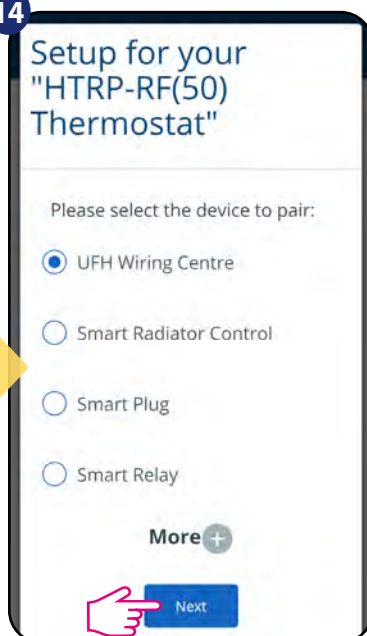 14
Setup for your
"HTRP-RF(50)
Thermostat"
Please select the device to pair:
UFH Wiring Centre
Smart Radiator Control
Smart Plug
Smart Relay
More +
Next